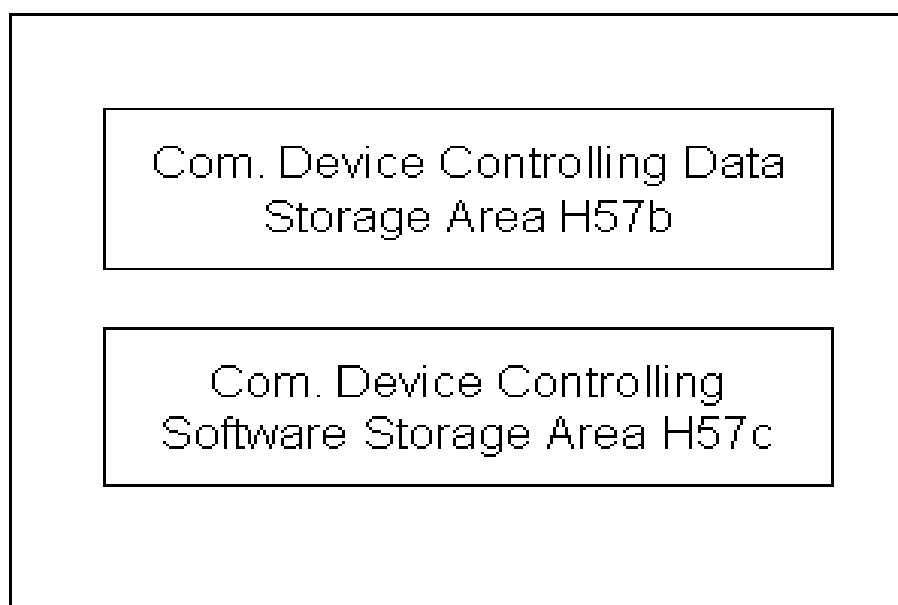 Com. Device Controlling Data
Storage Area H57b
Com. Device Controlling
Software Storage Area H57c